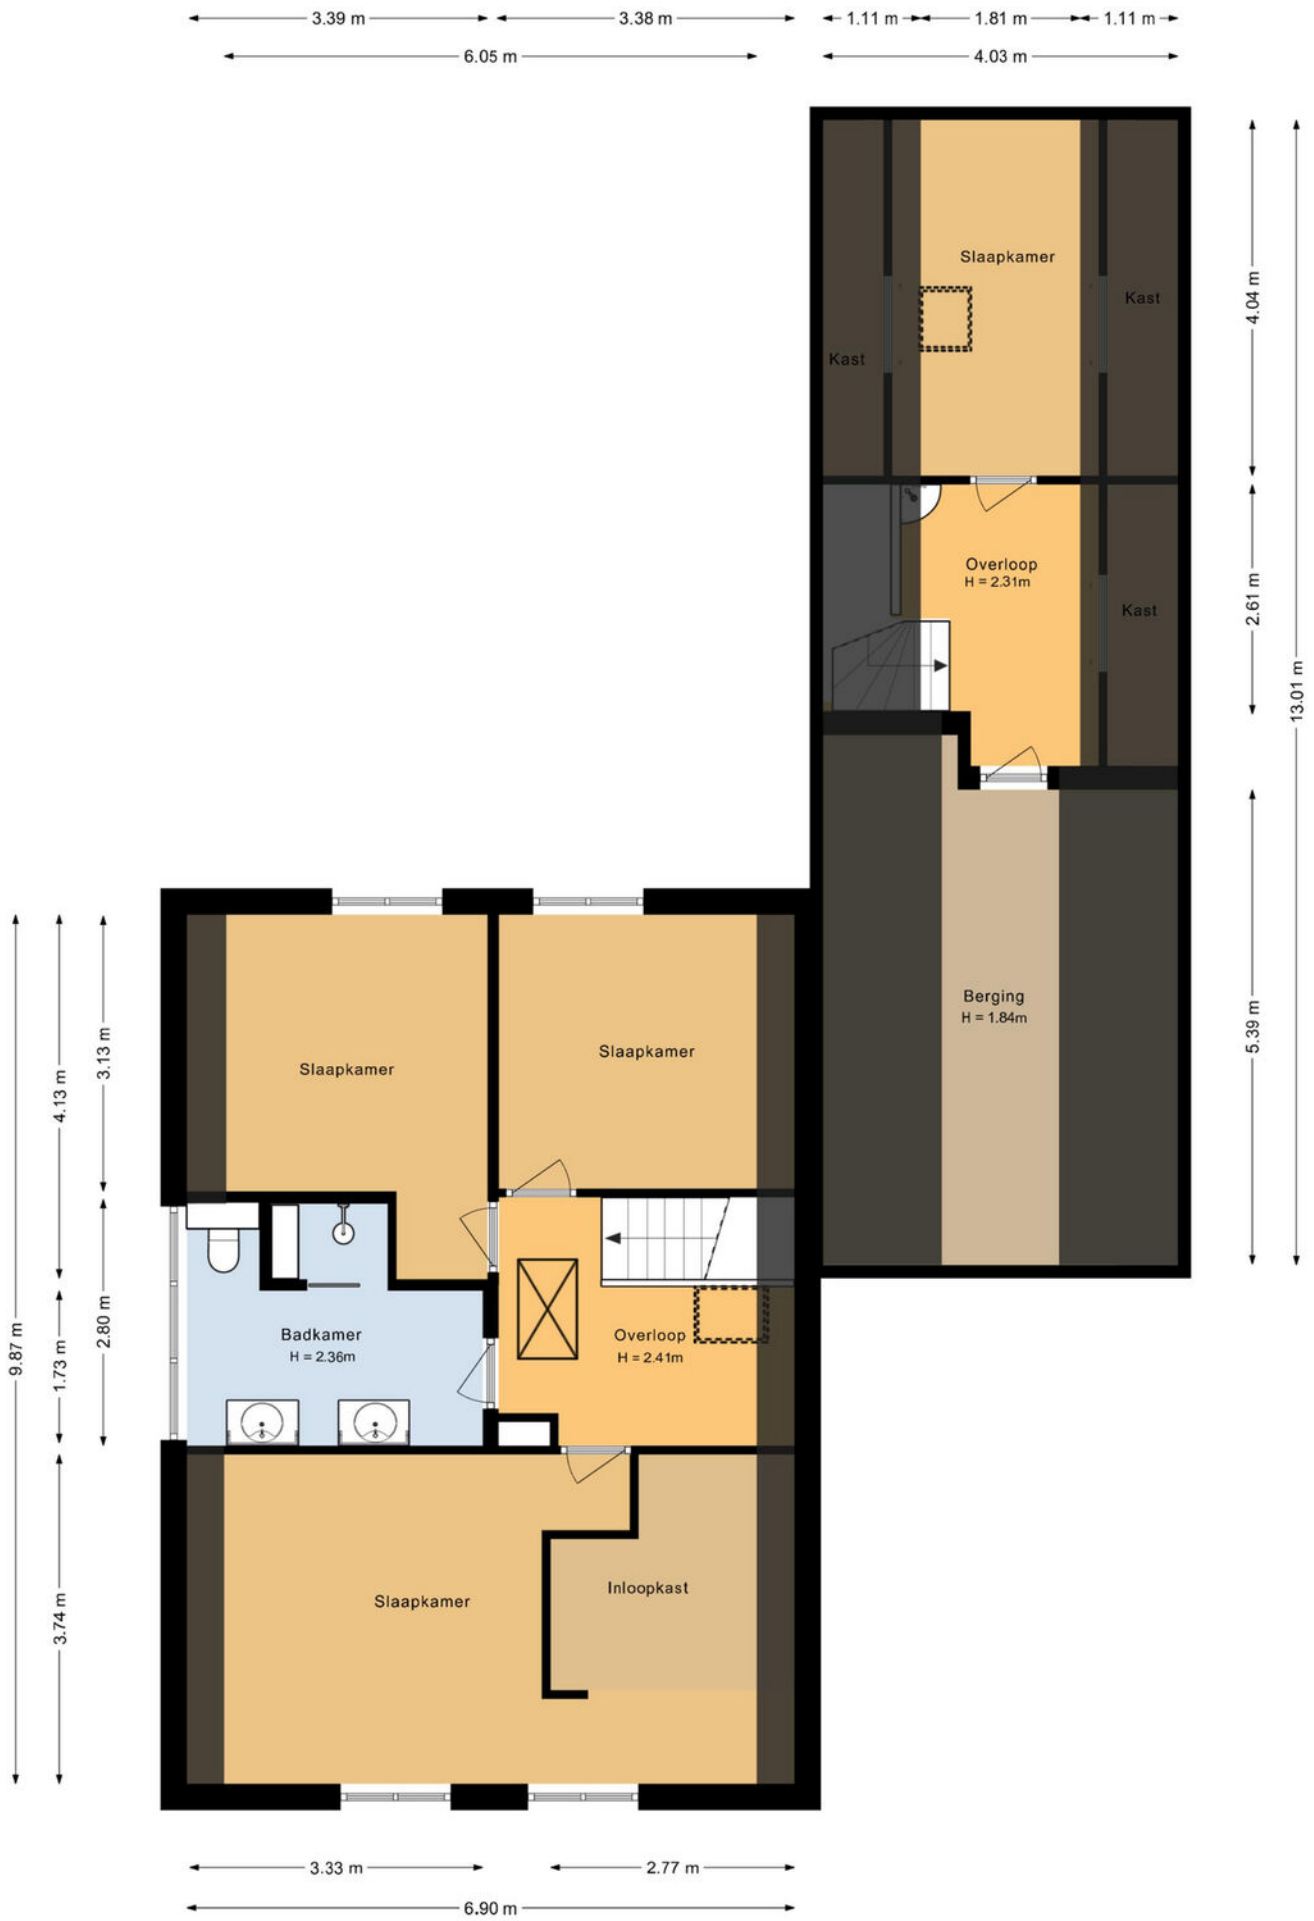 3.39 m
3.38 m
1.11 m
1.81 m
1.11 m
6.05 m
4.03 m
Slaapkamer
Kast
Kast
4.04 m
Overloop
H = 2.31m
Kast
2.61 m
13.01 m
Berging
H = 1.84m
5.39 m
Slaapkamer
Slaapkamer
3.13 m
4.13 m
9.87 m
Badkamer
H = 2.36m
Overloop
H = 2.41m
2.80 m
1.73 m
Slaapkamer
Inloopkast
3.74 m
3.33 m
2.77 m
6.90 m